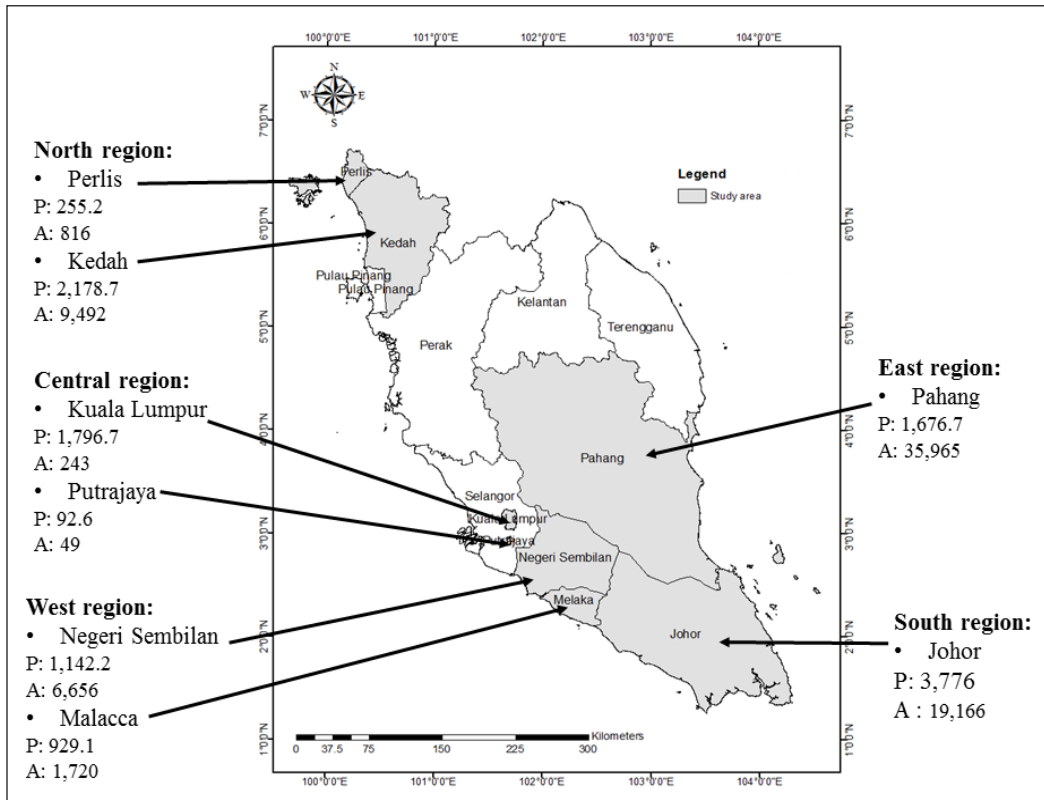 100°0'0"E 101°0'0"E 102°0'0"E 103°0'0"E 104°0'0"E
N
W E
S
7°0'0"N 7°0'0"N
6°0'0"N 6°0'0"N
5°0'0"N 5°0'0"N
4°0'0"N 4°0'0"N
3°0'0"N 3°0'0"N
2°0'0"N 2°0'0"N
1°0'0"N 1°0'0"N
North region:
• Perlis
P: 255.2
A: 816
• Kedah
P: 2,178.7
A: 9,492
Central region:
• Kuala Lumpur
P: 1,796.7
A: 243
• Putrajaya
P: 92.6
A: 49
West region:
• Negeri Sembilan
P: 1,142.2
A: 6,656
• Malacca
P: 929.1
A: 1,720
Legend
Study area
Perlis
Kedah
Pulau Pinang
Pulau Pinang
Kelantan
Terengganu
Perak
Pahang
Selangor
Kuala Lumpur
Putrajaya
Negeri Sembilan
Melaka
Johor
East region:
• Pahang
P: 1,676.7
A: 35,965
South region:
• Johor
P: 3,776
A : 19,166
Kilometers
0 37.5 75 150 225 300
100°0'0"E 101°0'0"E 102°0'0"E 103°0'0"E 104°0'0"E